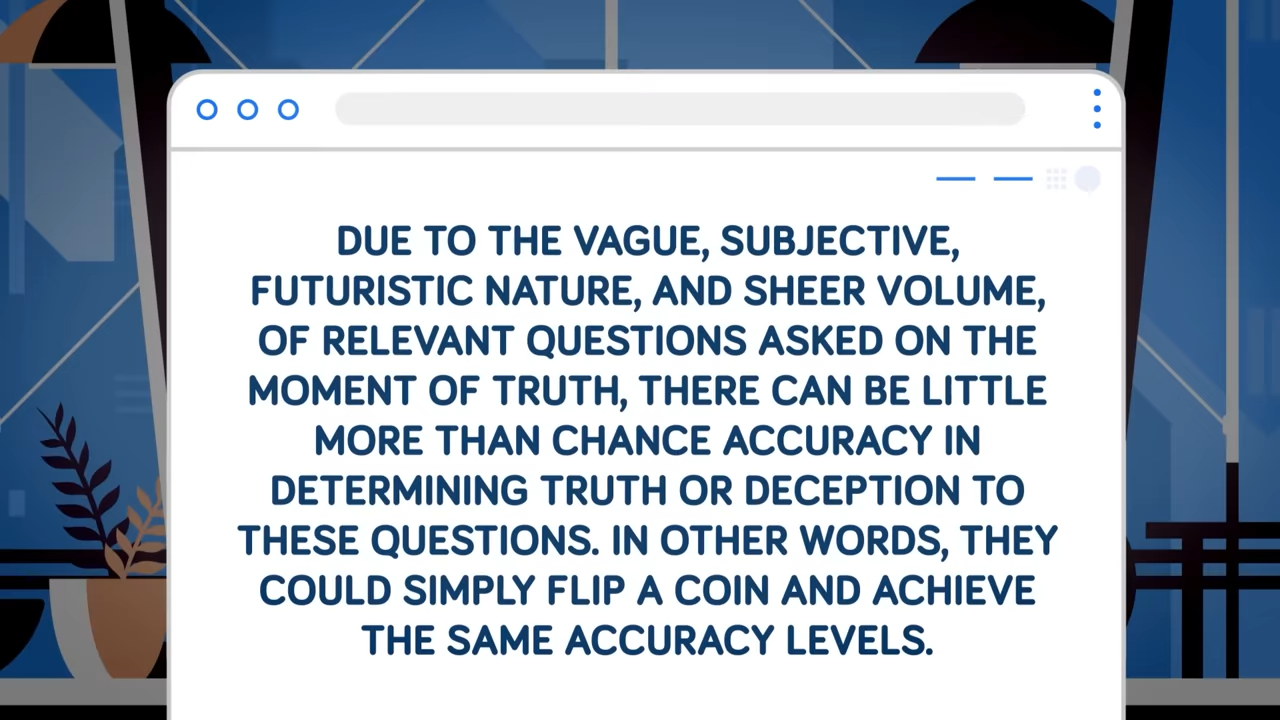 DUE TO THE VAGUE, SUBJECTIVE,
FUTURISTIC NATURE, AND SHEER VOLUME,
OF RELEVANT QUESTIONS ASKED ON THE
MOMENT OF TRUTH, THERE CAN BE LITTLE
MORE THAN CHANCE ACCURACY IN
DETERMINING TRUTH OR DECEPTION TO
THESE QUESTIONS. IN OTHER WORDS, THEY
COULD SIMPLY FLIP A COIN AND ACHIEVE
THE SAME ACCURACY LEVELS.